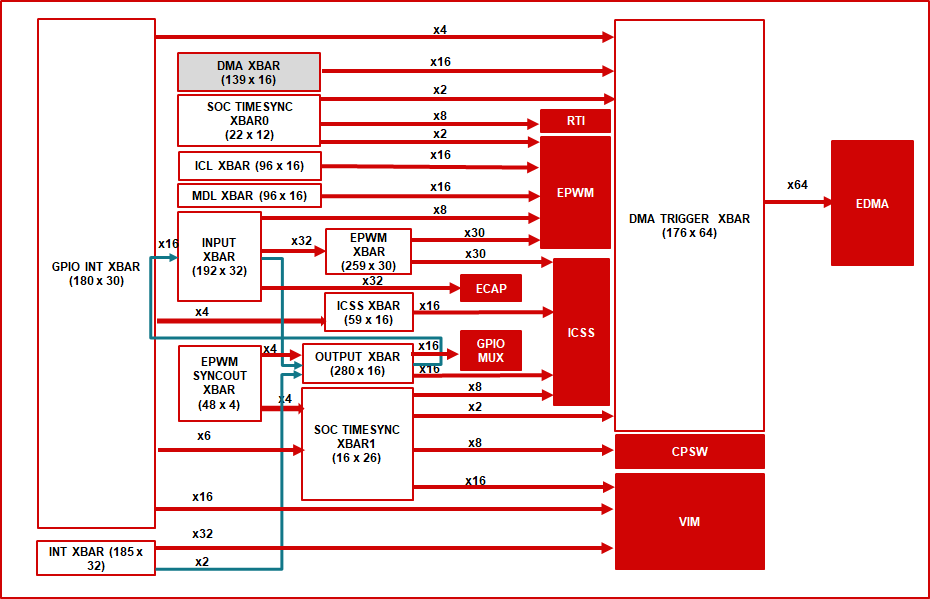 x4
DMA XBAR
(139 x 16)
x16
SOC TIMESYNC
XBAR0
(22 x 12)
x2
x8
RTI
x2
ICL XBAR (96 x 16)
x16
EPWM
MDL XBAR (96 x 16)
x16
x64
EDMA
DMA TRIGGER XBAR
(176 x 64)
x8
GPIO INT XBAR
(180 x 30)
x16
INPUT
XBAR
(192 x 32)
x32
EPWM
XBAR
(259 x 30)
x30
x30
x32
ECAP
x4
ICSS XBAR
(59 x 16)
x16
ICSS
EPWM
SYNCOUT
XBAR
(48 x 4)
x4
OUTPUT XBAR
(280 x 16)
x16
GPIO
MUX
x16
x4
SOC TIMESYNC
XBAR1
(16 x 26)
x8
x2
x6
x8
CPSW
x16
x16
VIM
INT XBAR (185 x
32)
x32
x2